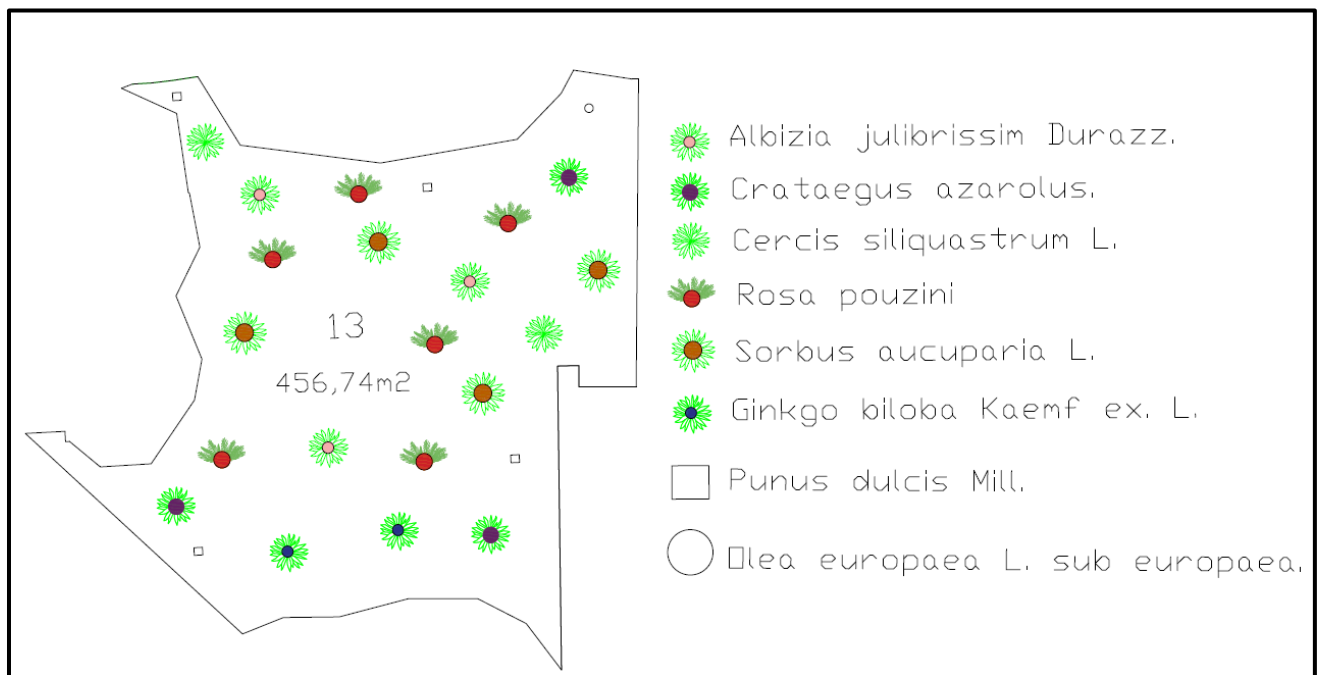 13
456,74m2
Albizia julibrissim Durazz.
Crataegus azarolus.
Cercis siliquastrum L.
Rosa pouzini
Sorbus aucuparia L.
Ginkgo biloba Kaemf ex. L.
Punus dulcis Mill.
Olea europaea L. sub europaea.